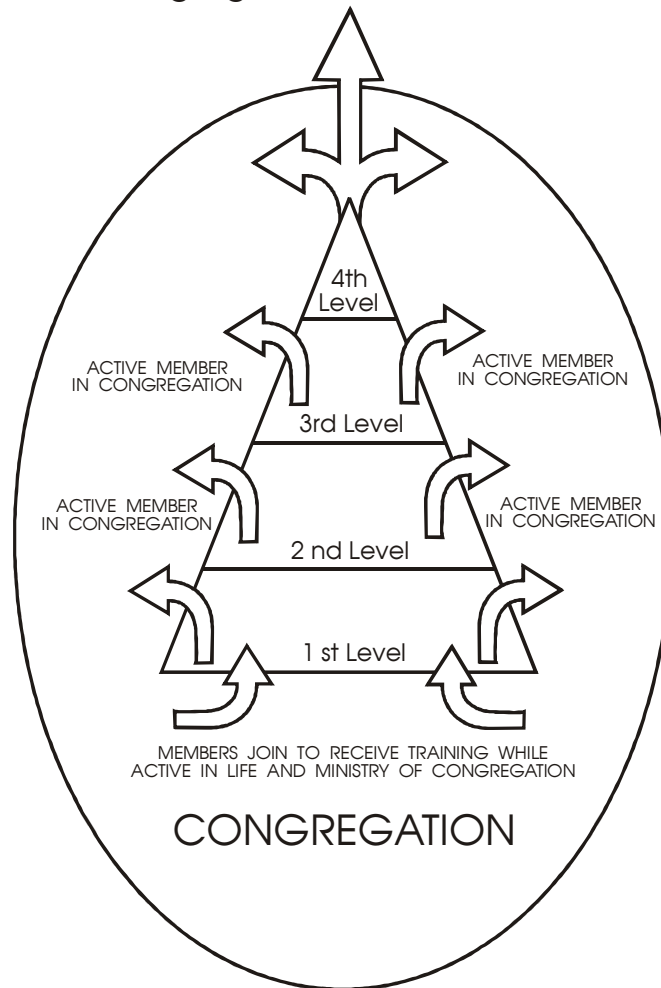 4th
Level
ACTIVE MEMBER
IN CONGREGATION
ACTIVE MEMBER
IN CONGREGATION
3rd Level
ACTIVE MEMBER
IN CONGREGATION
ACTIVE MEMBER
IN CONGREGATION
2 nd Level
1 st Level
MEMBERS JOIN TO RECEIVE TRAINING WHILE
ACTIVE IN LIFE AND MINISTRY OF CONGREGATION
CONGREGATION